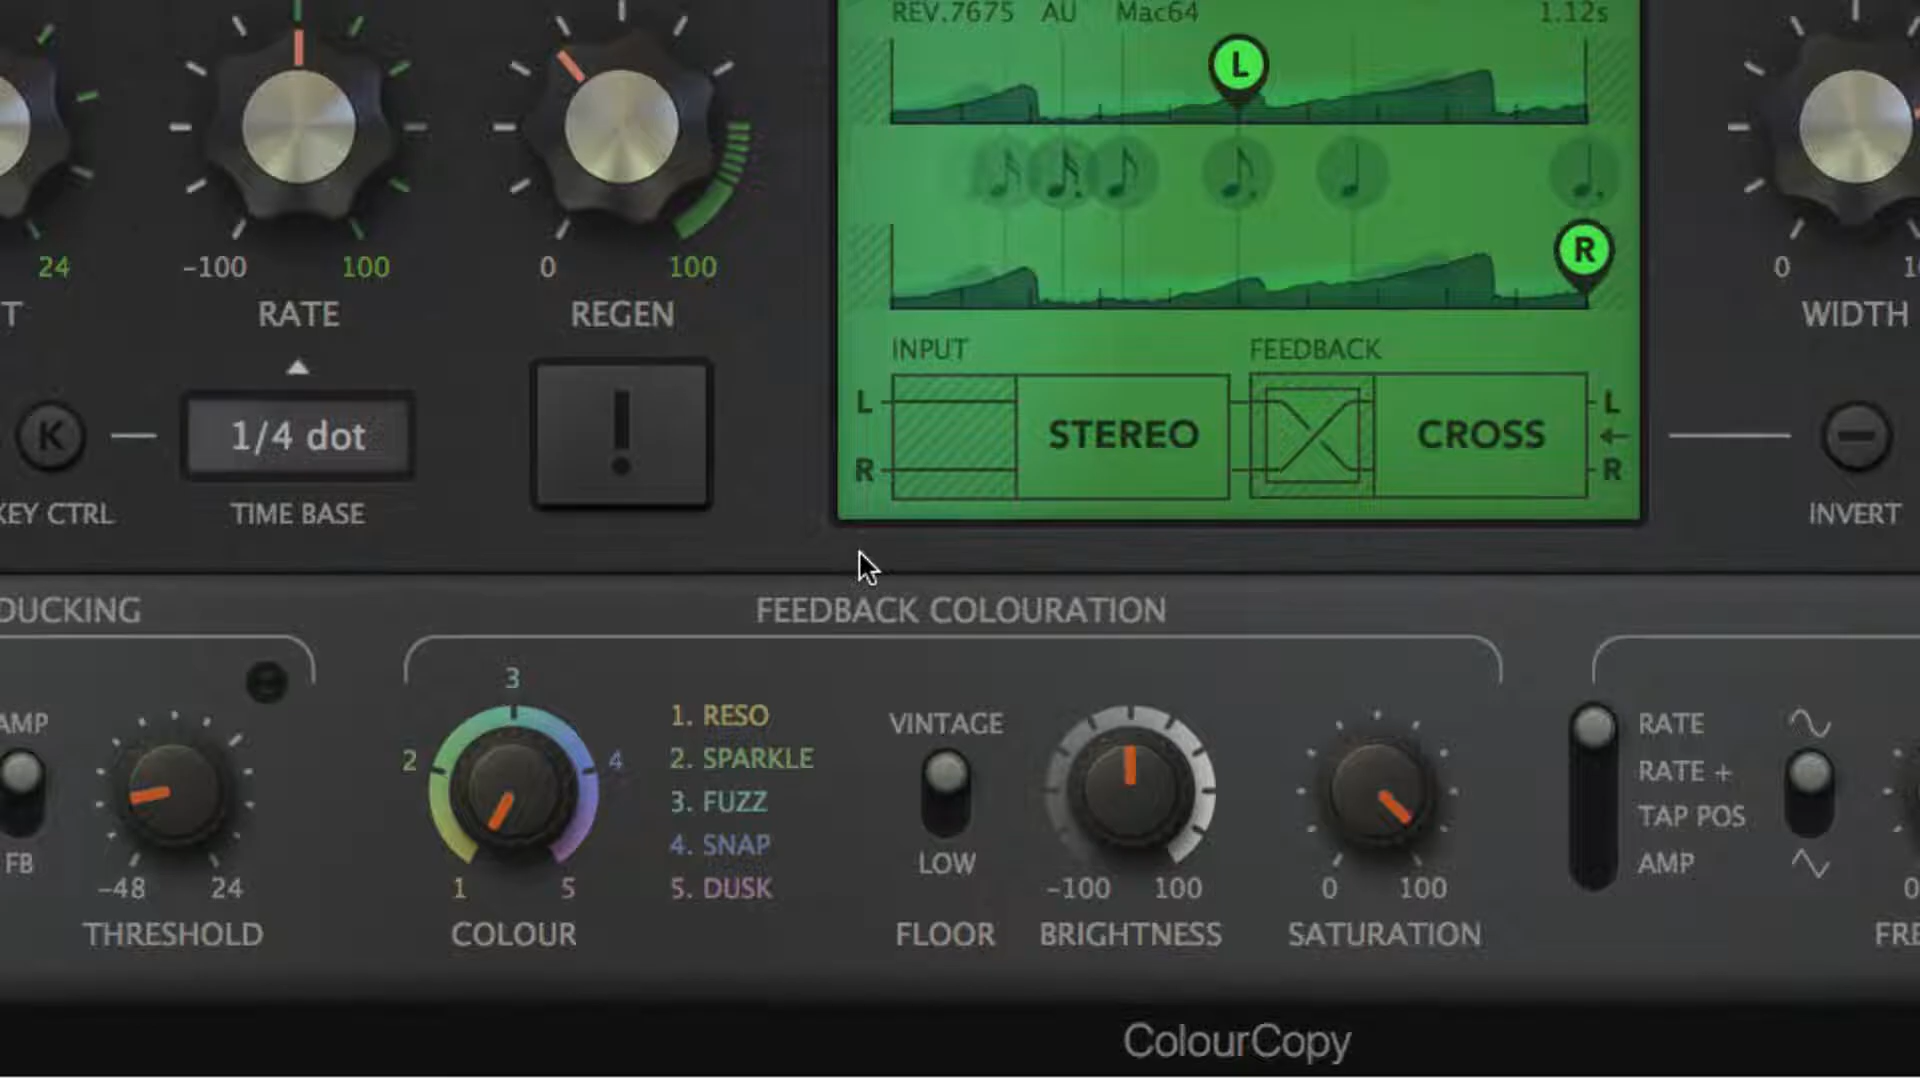 REV.7675 AU Mac64 1.12s
L
24 -100 100 0 100 0
T RATE REGEN WIDTH
R
INPUT FEEDBACK
K 1/4 dot ! L R STEREO CROSS L R
KEY CTRL TIME BASE INVERT
DUCKING FEEDBACK COLOURATION
AMP
FB
-48 24
THRESHOLD
1 2 3 4 5
COLOUR
1. RESO
2. SPARKLE
3. FUZZ
4. SNAP
5. DUSK
VINTAGE
LOW
FLOOR
-100 100
BRIGHTNESS
0 100
SATURATION
RATE
RATE +
TAP POS
AMP
0
ColourCopy